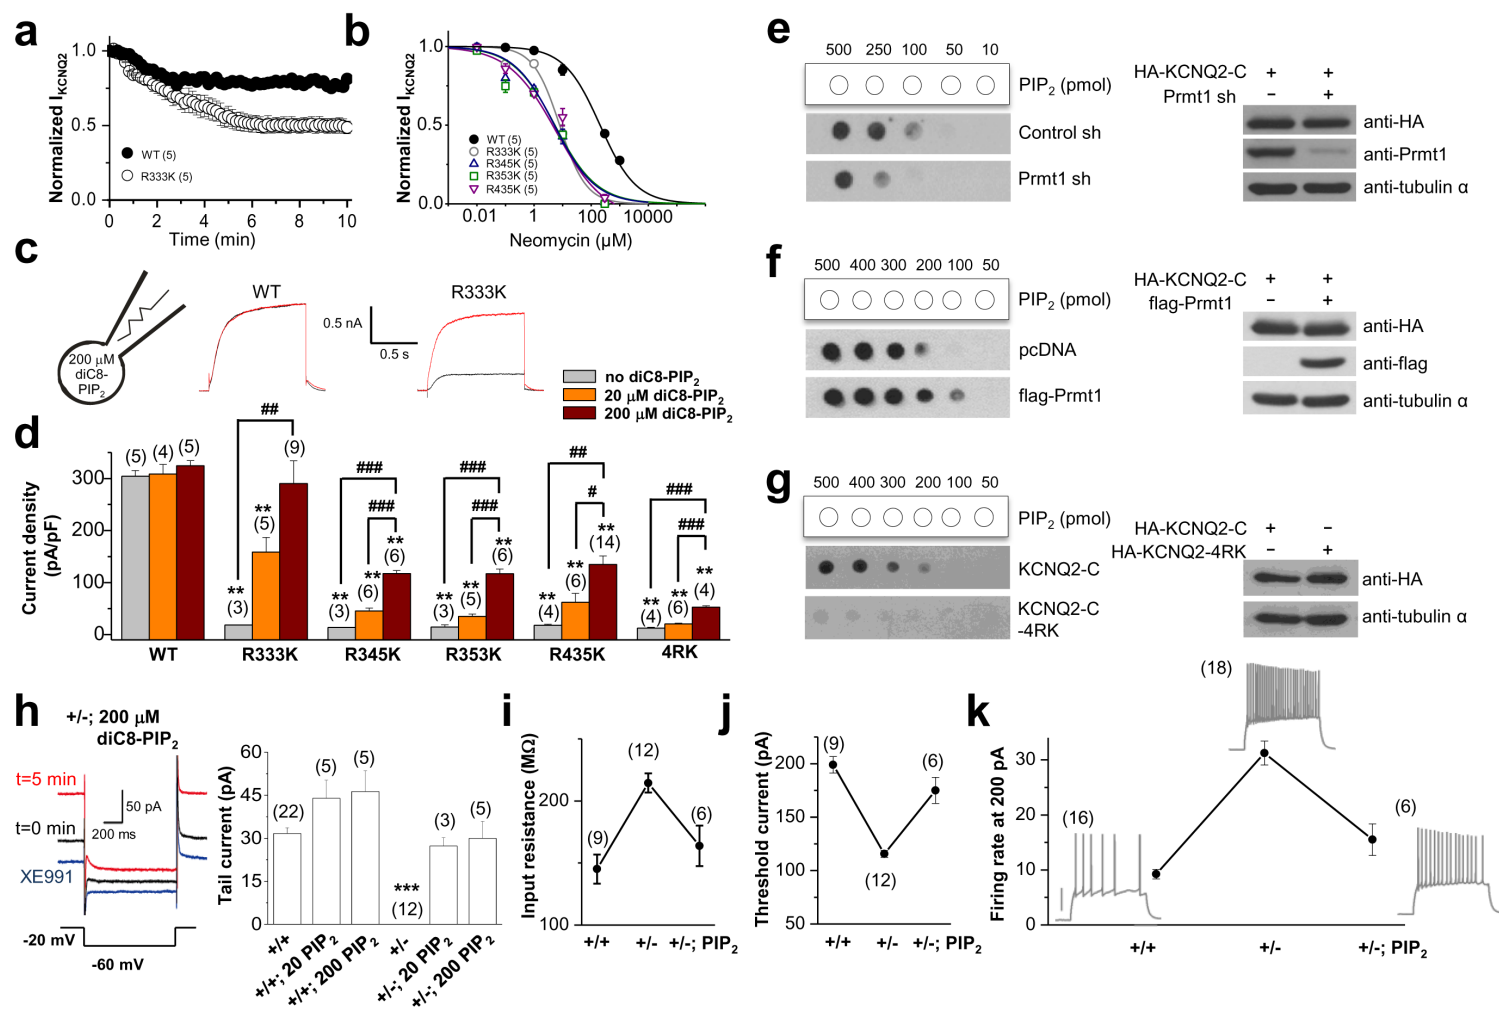 a
Normalized I KCNQ2
1.0
0.5
0.0
WT (5)
R333K (5)
0 2 4 6 8 10
Time (min)
b
Normalized I KCNQ2
1.0
0.5
0.0
WT (5)
R333K (5)
R345K (5)
R353K (5)
R435K (5)
0.01 1 100 10000
Neomycin (µM)
c
200 µM
diC8-
PIP2
WT
0.5 nA
0.5 s
R333K
no diC8-PIP2
20 µM diC8-PIP2
200 µM diC8-PIP2
d
Current density
(pA/pF)
300
200
100
0
(5) (4) (5)
##
** (3)
** (5)
(9)
###
###
** (3)
** (6)
** (6)
###
###
** (3)
** (5)
** (6)
##
#
** (4)
** (6)
** (14)
###
###
** (4)
** (6)
** (4)
WT R333K R345K R353K R435K 4RK
e
500 250 100 50 10
PIP2 (pmol)
Control sh
Prmt1 sh
HA-KCNQ2-C + +
Prmt1 sh – +
anti-HA
anti-Prmt1
anti-tubulin α
f
500 400 300 200 100 50
PIP2 (pmol)
pcDNA
flag-Prmt1
HA-KCNQ2-C + +
flag-Prmt1 – +
anti-HA
anti-flag
anti-tubulin α
g
500 400 300 200 100 50
PIP2 (pmol)
KCNQ2-C
KCNQ2-C
-4RK
HA-KCNQ2-C + –
HA-KCNQ2-4RK – +
anti-HA
anti-tubulin α
h
+/-; 200 µM
diC8-PIP2
t=5 min
t=0 min
XE991
50 pA
200 ms
-20 mV
-60 mV
Tail current (pA)
60
45
30
15
0
(22)
(5)
(5)
***
(12)
(3)
(5)
+/+
+/+; 20 PIP2
+/+; 200 PIP2
+/-
+/-; 20 PIP2
+/-; 200 PIP2
i
Input resistance (MΩ)
200
100
(9)
(12)
(6)
+/+ +/- +/-; PIP2
j
Threshold current (pA)
200
150
100
50
(9)
(12)
(6)
+/+ +/- +/-; PIP2
k
Firing rate at 200 pA
30
20
10
0
(16)
(18)
(6)
+/+ +/- +/-; PIP2